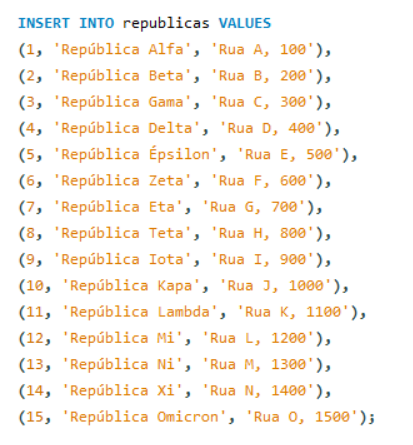 INSERT INTO republicas VALUES
(1, 'República Alfa', 'Rua A, 100'),
(2, 'República Beta', 'Rua B, 200'),
(3, 'República Gama', 'Rua C, 300'),
(4, 'República Delta', 'Rua D, 400'),
(5, 'República Épsilon', 'Rua E, 500'),
(6, 'República Zeta', 'Rua F, 600'),
(7, 'República Eta', 'Rua G, 700'),
(8, 'República Teta', 'Rua H, 800'),
(9, 'República Iota', 'Rua I, 900'),
(10, 'República Kapa', 'Rua J, 1000'),
(11, 'República Lambda', 'Rua K, 1100'),
(12, 'República Mi', 'Rua L, 1200'),
(13, 'República Ni', 'Rua M, 1300'),
(14, 'República Xi', 'Rua N, 1400'),
(15, 'República Omicron', 'Rua O, 1500');